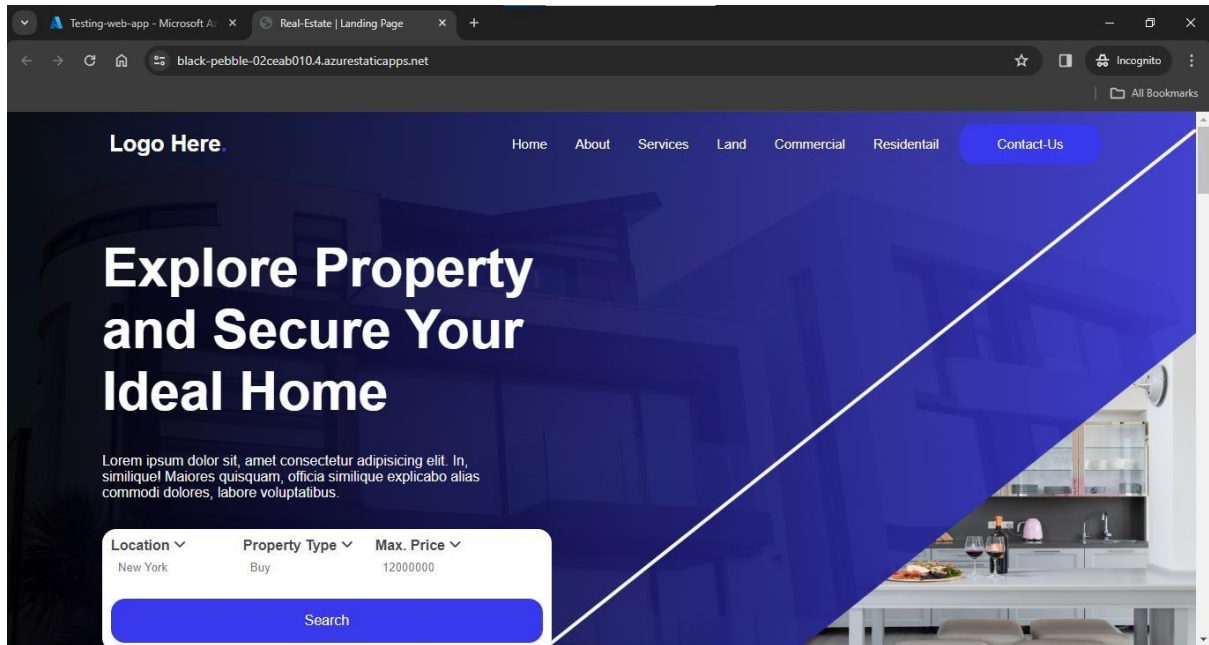 Testing-web-app - Microsoft A
Real-Estate | Landing Page
black-pebble-02ceab010.4.azurestaticapps.net
Incognito
All Bookmarks
Logo Here.
Home About Services Land Commercial Residentail Contact-Us
Explore Property
and Secure Your
Ideal Home
Lorem ipsum dolor sit, amet consectetur adipisicing elit. In,
similique! Maiores quisquam, officia similique explicabo alias
commodi dolores, labore voluptatibus.
Location Property Type Max. Price
New York Buy 12000000
Search